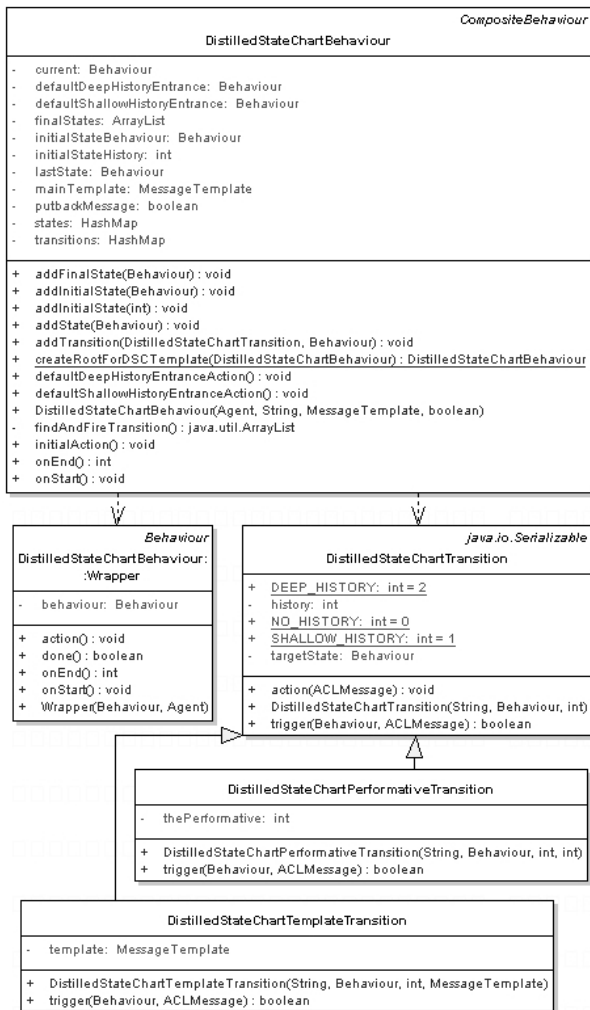 CompositeBehaviour
DistilledStateChartBehaviour
- current: Behaviour
- defaultDeepHistoryEntrance: Behaviour
- defaultShallowHistoryEntrance: Behaviour
- finalStates: ArrayList
- initialStateBehaviour: Behaviour
- initialStateHistory: int
- lastState: Behaviour
- mainTemplate: MessageTemplate
- putbackMessage: boolean
- states: HashMap
- transitions: HashMap
+ addFinalState(Behaviour) : void
+ addInitialState(Behaviour) : void
+ addInitialState(int) : void
+ addState(Behaviour) : void
+ addTransition(DistilledStateChartTransition, Behaviour) : void
+ createRootForDSCTemplate(DistilledStateChartBehaviour) : DistilledStateChartBehaviour
+ defaultDeepHistoryEntranceAction() : void
+ defaultShallowHistoryEntranceAction() : void
+ DistilledStateChartBehaviour(Agent, String, MessageTemplate, boolean)
- findAndFireTransition() : java.util.ArrayList
+ initialAction() : void
+ onEnd() : int
+ onStart() : void
Behaviour
DistilledStateChartBehaviour:
:Wrapper
- behaviour: Behaviour
+ action() : void
+ done() : boolean
+ onEnd() : int
+ onStart() : void
+ Wrapper(Behaviour, Agent)
java.io.Serializable
DistilledStateChartTransition
+ DEEP_HISTORY: int = 2
- history: int
+ NO_HISTORY: int = 0
+ SHALLOW_HISTORY: int = 1
- targetState: Behaviour
+ action(ACLMessage) : void
+ DistilledStateChartTransition(String, Behaviour, int)
+ trigger(Behaviour, ACLMessage) : boolean
DistilledStateChartPerformativeTransition
- thePerformative: int
+ DistilledStateChartPerformativeTransition(String, Behaviour, int, int)
+ trigger(Behaviour, ACLMessage) : boolean
DistilledStateChartTemplateTransition
- template: MessageTemplate
+ DistilledStateChartTemplateTransition(String, Behaviour, int, MessageTemplate)
+ trigger(Behaviour, ACLMessage) : boolean